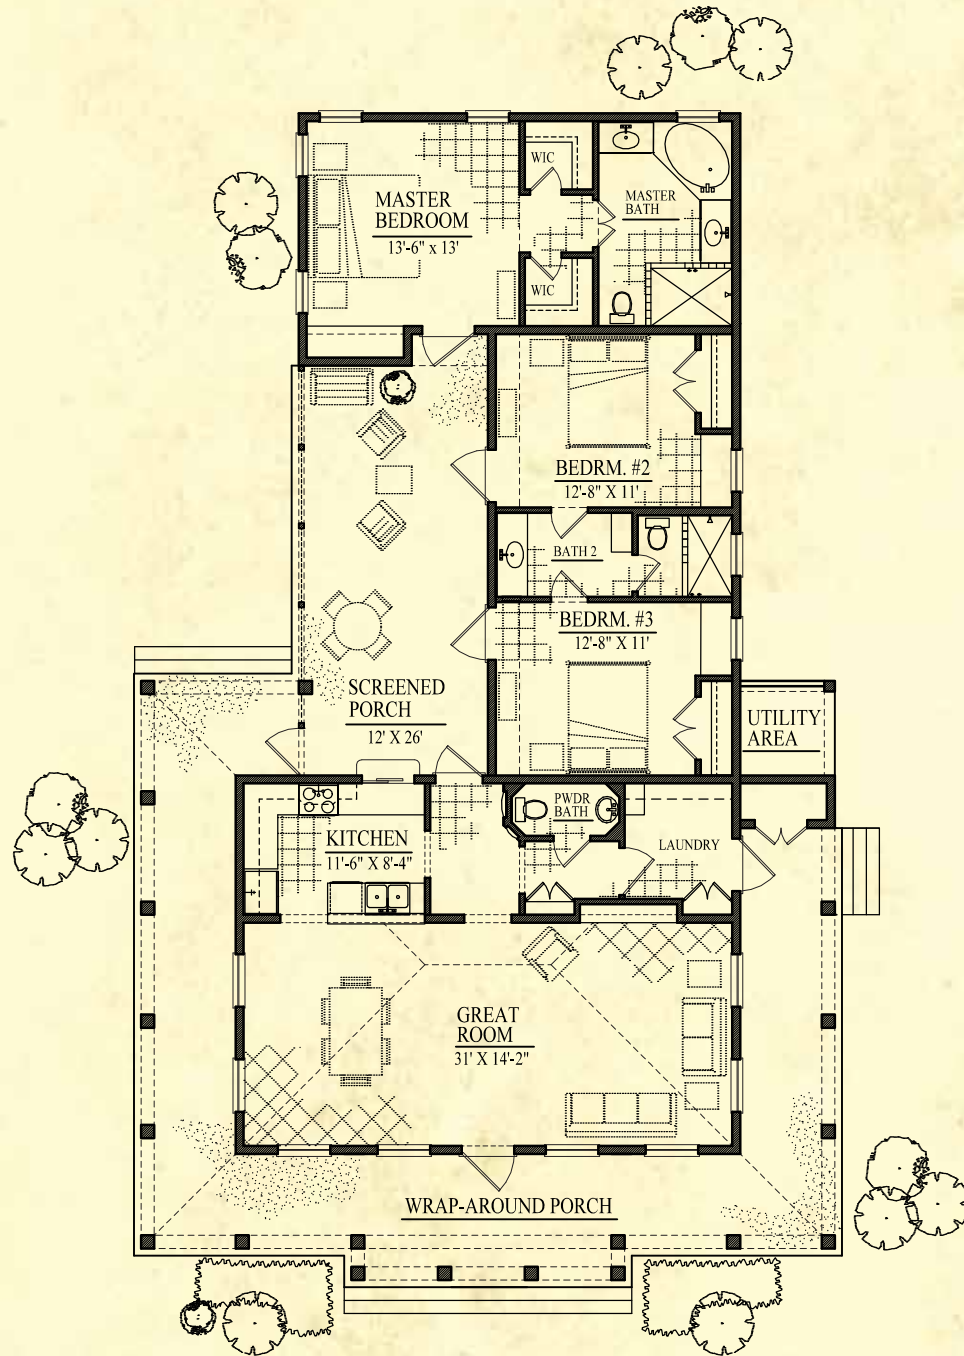 WIC
MASTER
BEDROOM
13'-6" x 13'
MASTER
BATH
WIC
BEDRM. #2
12'-8" X 11'
BATH 2
BEDRM. #3
12'-8" X 11'
SCREENED
PORCH
12' X 26'
UTILITY
AREA
PWDR
BATH
KITCHEN
11'-6" X 8'-4"
LAUNDRY
GREAT
ROOM
31' X 14'-2"
WRAP-AROUND PORCH